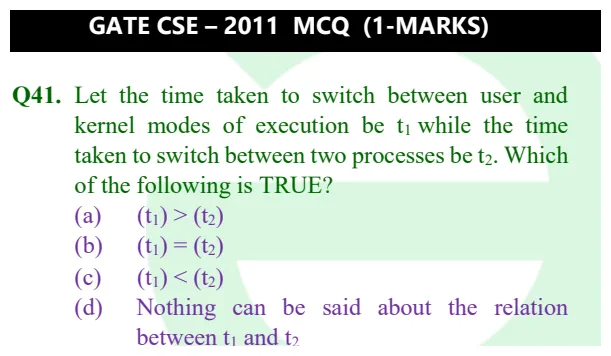 GATE CSE – 2011 MCQ (1-MARKS)
Q41. Let the time taken to switch between user and
kernel modes of execution be t₁ while the time
taken to switch between two processes be t₂. Which
of the following is TRUE?
(a) (t₁) > (t₂)
(b) (t₁) = (t₂)
(c) (t₁) < (t₂)
(d) Nothing can be said about the relation
between t₁ and t₂